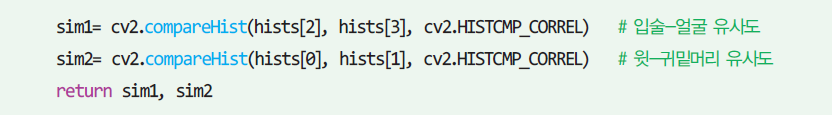 sim1= cv2.compareHist(hists[2], hists[3], cv2.HISTCMP_CORREL)   # 입술—얼굴 유사도
sim2= cv2.compareHist(hists[0], hists[1], cv2.HISTCMP_CORREL)   # 윗—귀밑머리 유사도
return sim1, sim2